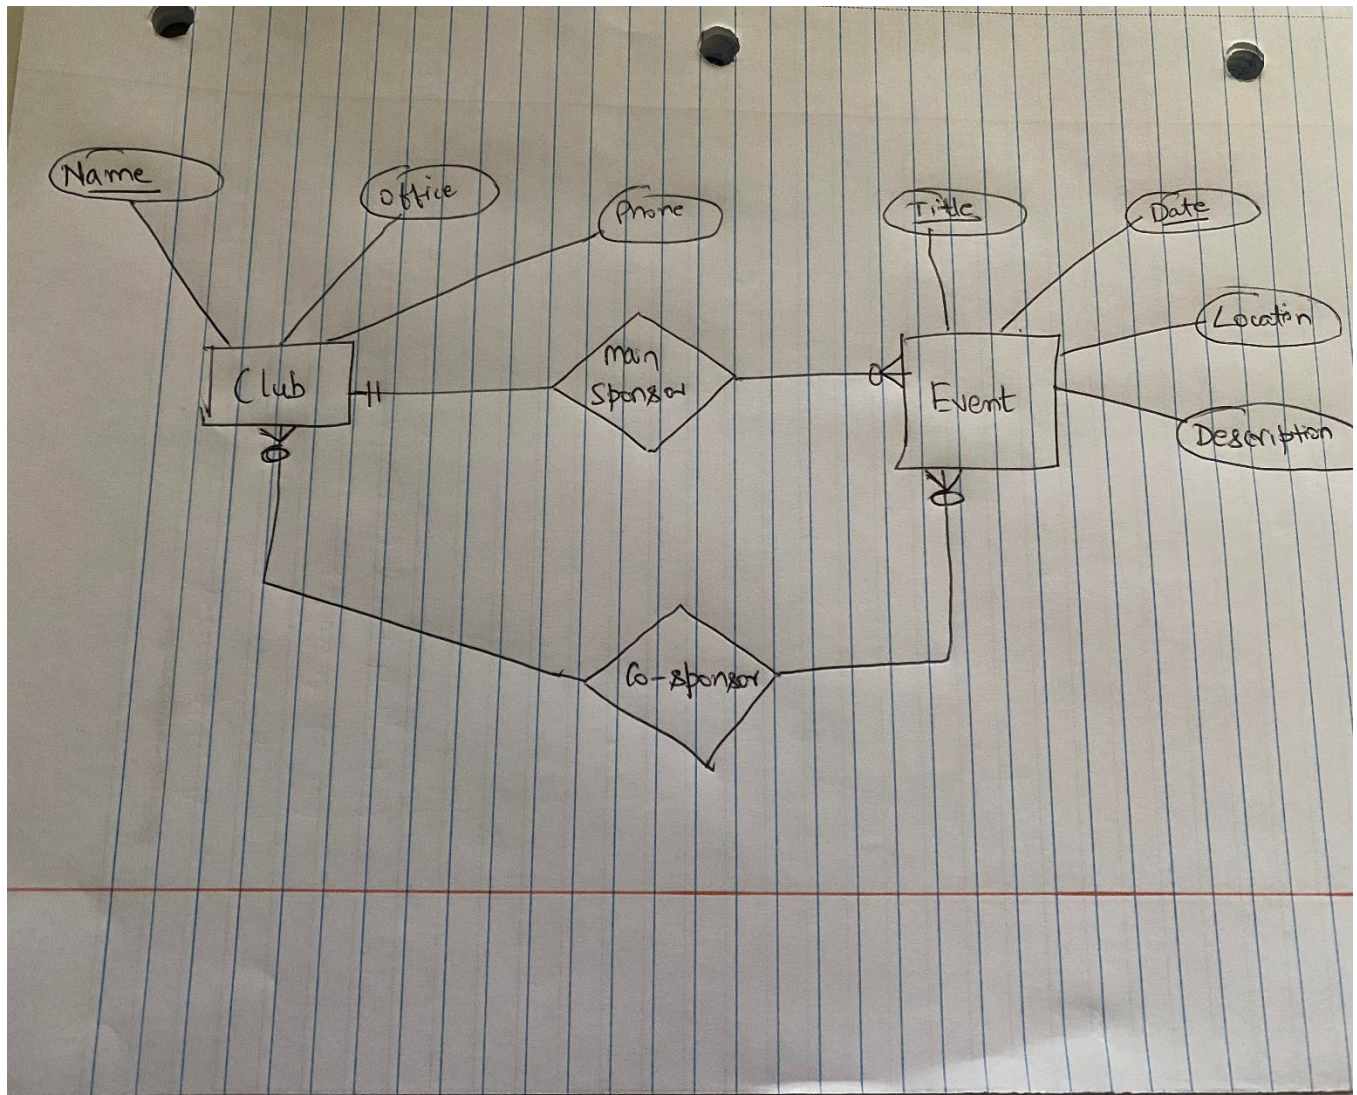 Name
Office
Phone
Title
Date
Location
Description
Club
main
sponsor
Event
Co-sponsor